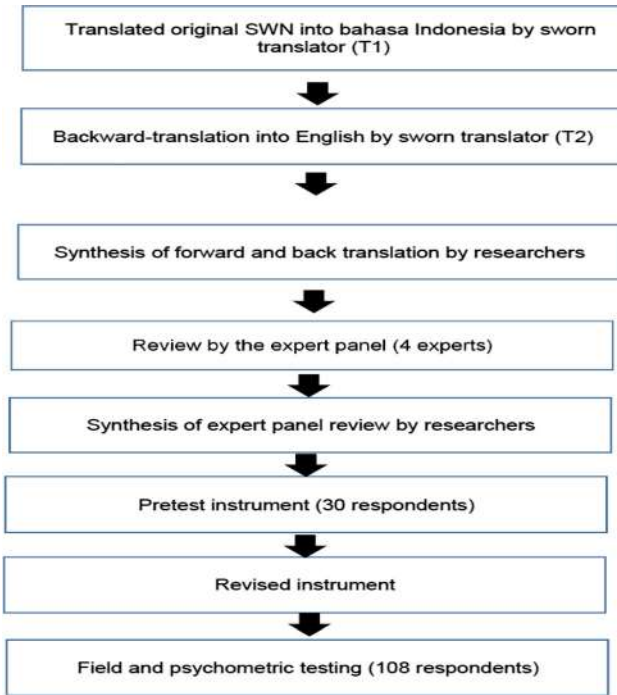 Translated original SWN into bahasa Indonesia by sworn
translator (T1)
Backward-translation into English by sworn translator (T2)
Synthesis of forward and back translation by researchers
Review by the expert panel (4 experts)
Synthesis of expert panel review by researchers
Pretest instrument (30 respondents)
Revised instrument
Field and psychometric testing (108 respondents)